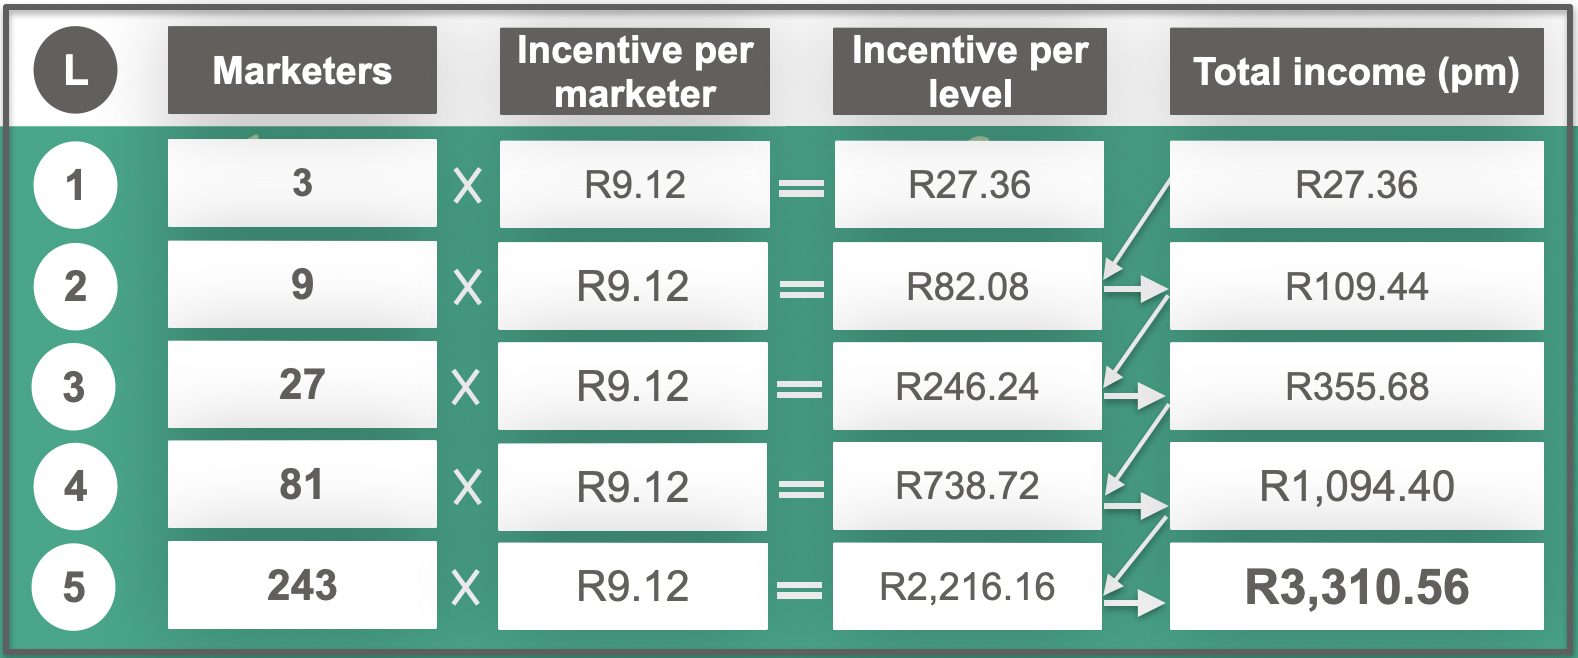 L Marketers Incentive per marketer Incentive per level Total income (pm)
1 3 X R9.12 = R27.36 R27.36
2 9 X R9.12 = R82.08 R109.44
3 27 X R9.12 = R246.24 R355.68
4 81 X R9.12 = R738.72 R1,094.40
5 243 X R9.12 = R2,216.16 R3,310.56